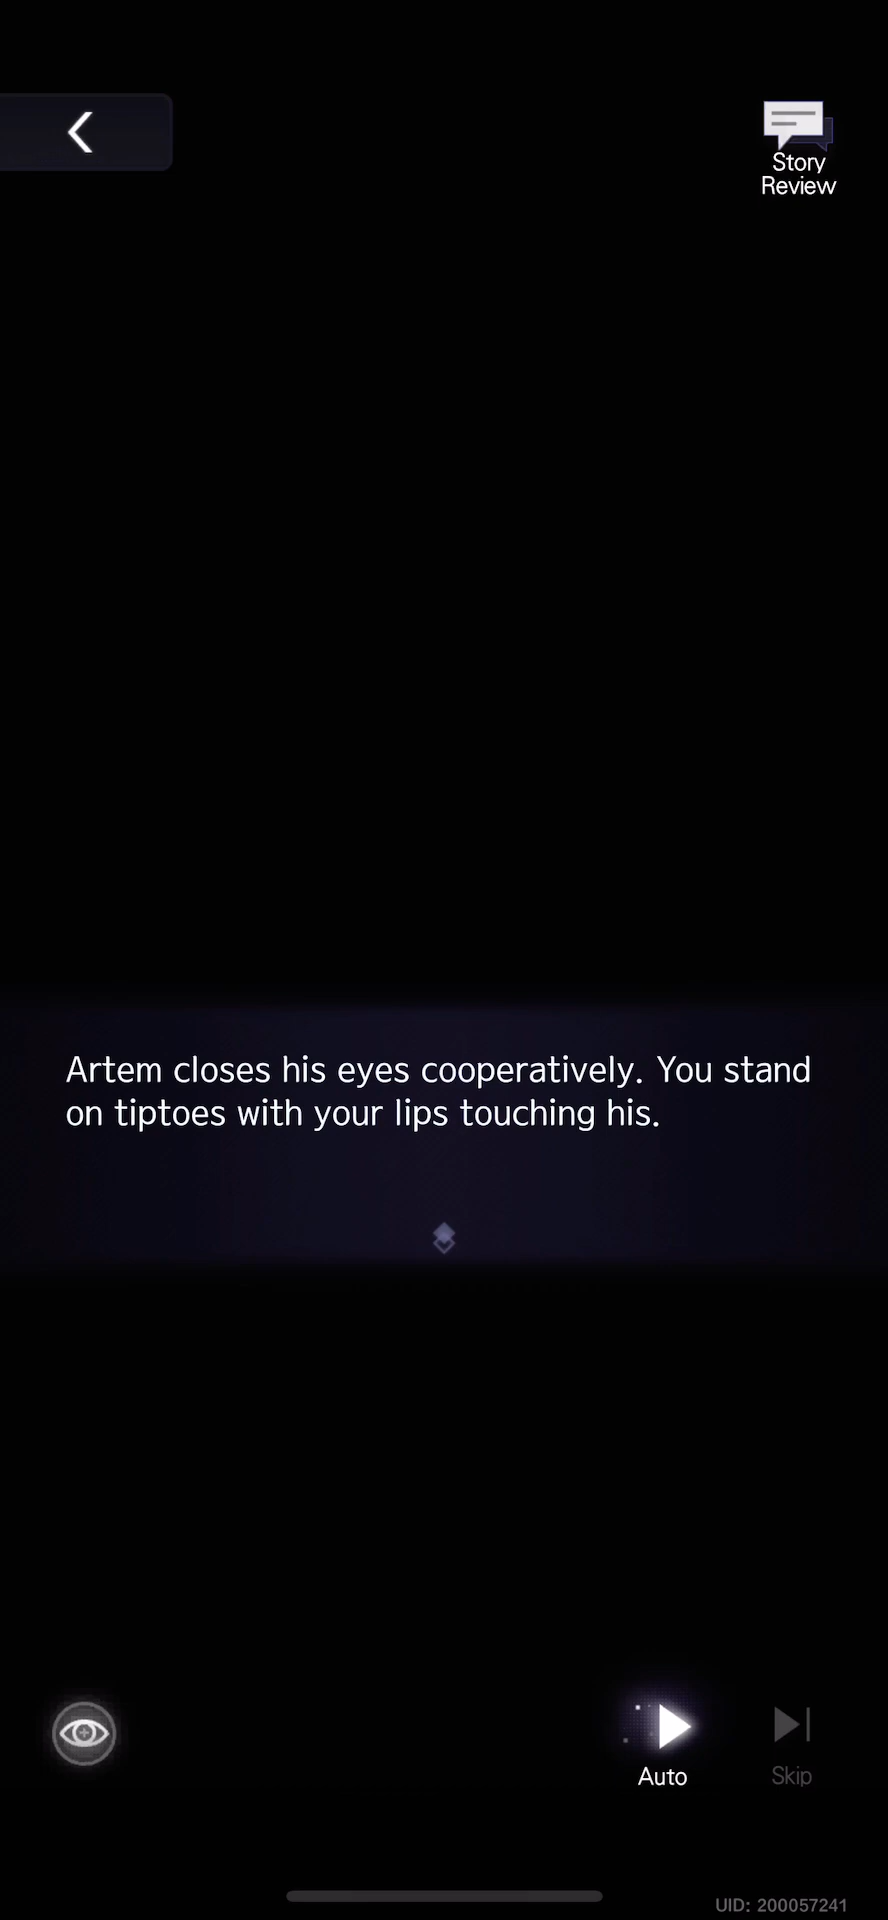 Story
Review
Artem closes his eyes cooperatively. You stand
on tiptoes with your lips touching his.
Auto
Skip
UID: 200057241